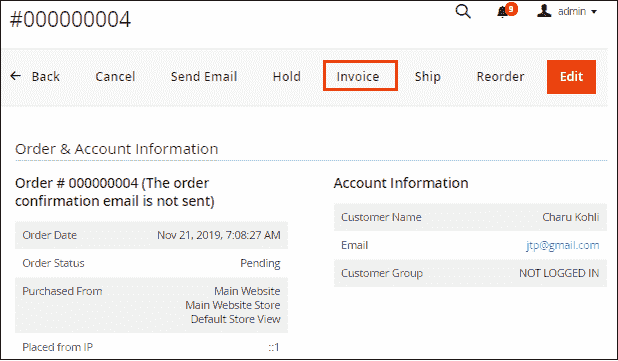 #000000004
9
admin
Back
Cancel
Send Email
Hold
Invoice
Ship
Reorder
Edit
Order & Account Information
Order # 000000004 (The order
confirmation email is not sent)
Order Date Nov 21, 2019, 7:08:27 AM
Order Status Pending
Purchased From Main Website
Main Website Store
Default Store View
Placed from IP ::1
Account Information
Customer Name Charu Kohli
Email jtp@gmail.com
Customer Group NOT LOGGED IN